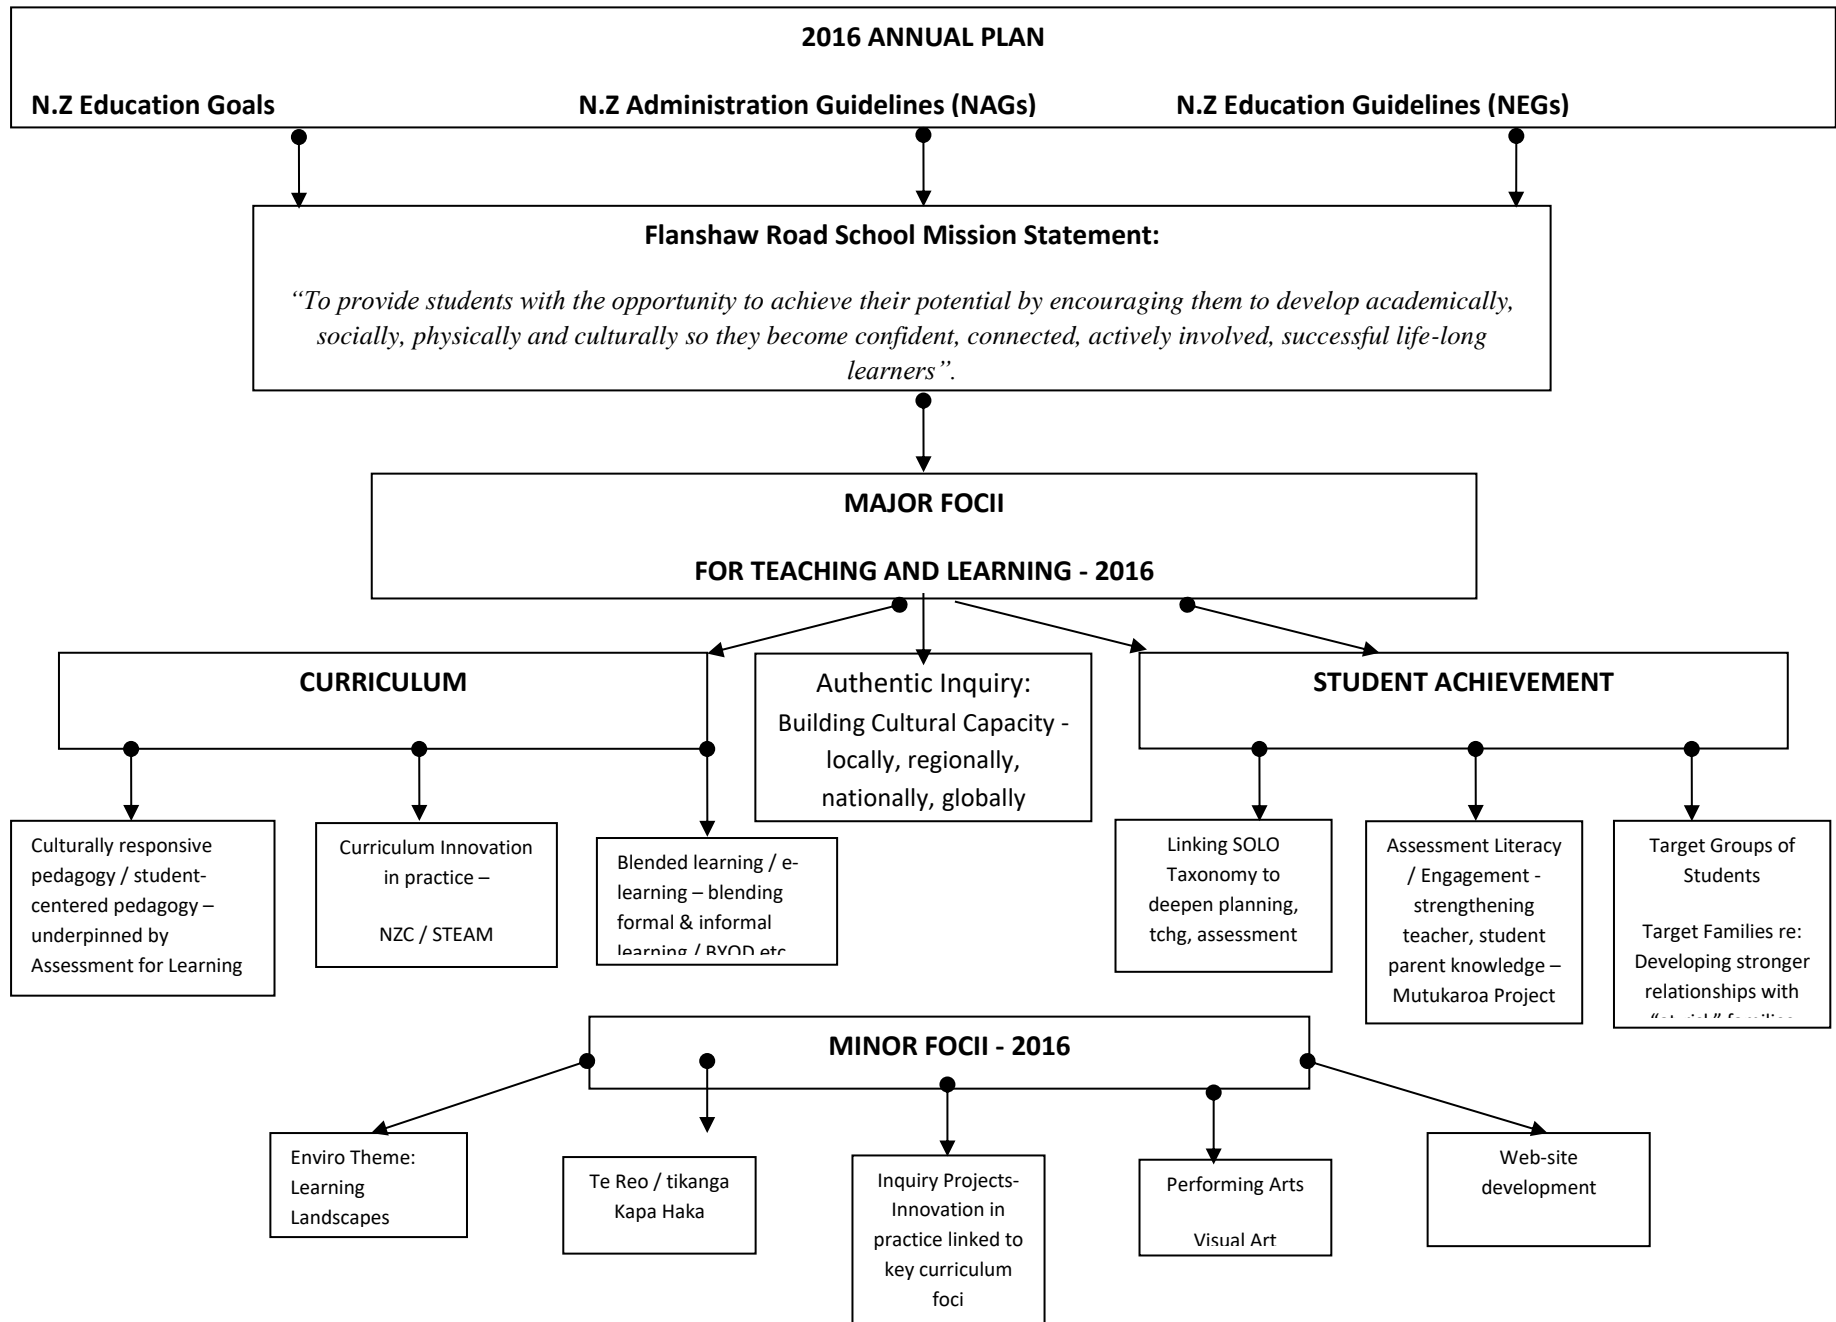 2016 ANNUAL PLAN
N.Z Education Goals N.Z Administration Guidelines (NAGs) N.Z Education Guidelines (NEGs)
Flanshaw Road School Mission Statement:
“To provide students with the opportunity to achieve their potential by encouraging them to develop academically,
socially, physically and culturally so they become confident, connected, actively involved, successful life-long
learners”.
MAJOR FOCII
FOR TEACHING AND LEARNING - 2016
CURRICULUM
Authentic Inquiry:
Building Cultural Capacity -
locally, regionally,
nationally, globally
STUDENT ACHIEVEMENT
Culturally responsive
pedagogy / student-
centered pedagogy –
underpinned by
Assessment for Learning
Curriculum Innovation
in practice –
NZC / STEAM
Blended learning / e-
learning – blending
formal & informal
learning / BYOD etc
Linking SOLO
Taxonomy to
deepen planning,
tchg, assessment
Assessment Literacy
/ Engagement -
strengthening
teacher, student
parent knowledge –
Mutukaroa Project
Target Groups of
Students
Target Families re:
Developing stronger
relationships with
“at risk” families
MINOR FOCII - 2016
Enviro Theme:
Learning
Landscapes
Te Reo / tikanga
Kapa Haka
Inquiry Projects-
Innovation in
practice linked to
key curriculum
foci
Performing Arts
Visual Art
Web-site
development